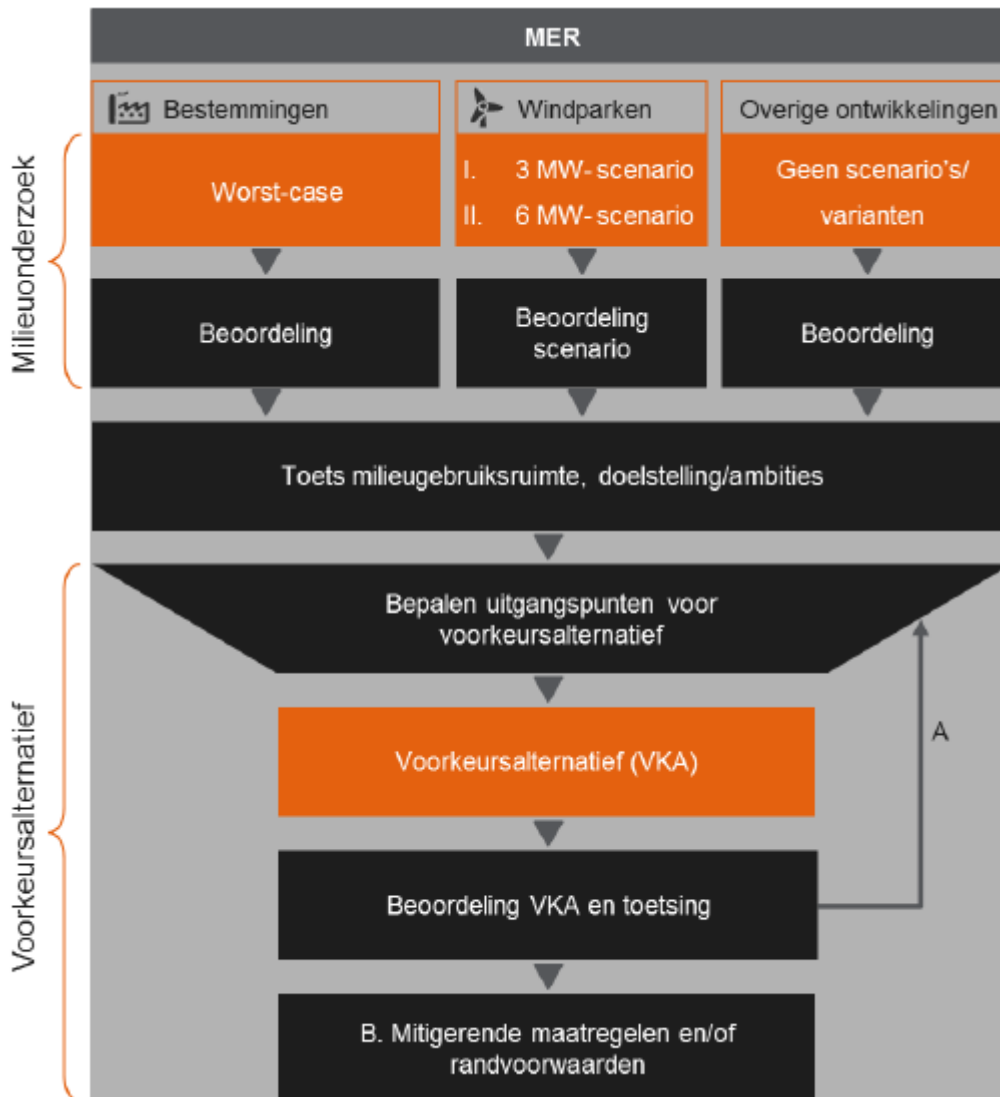 MER
Bestemmingen
Windparken
Overige ontwikkelingen
Milieuonderzoek
Worst-case
I. 3 MW- scenario
II. 6 MW- scenario
Geen scenario's/
varianten
Beoordeling
Beoordeling
scenario
Beoordeling
Toets milieugebruiksruimte, doelstelling/ambities
Voorkeursalternatief
Bepalen uitgangspunten voor
voorkeursalternatief
Voorkeursalternatief (VKA)
A
Beoordeling VKA en toetsing
B. Mitigerende maatregelen en/of
randvoorwaarden